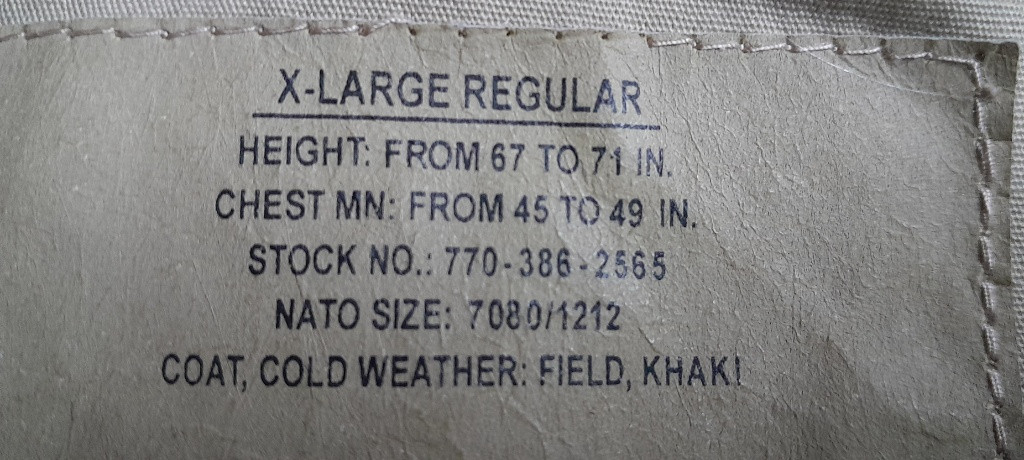 X-LARGE REGULAR
HEIGHT: FROM 67 TO 71 IN.
CHEST MN: FROM 45 TO 49 IN.
STOCK NO.: 770-386-2565
NATO SIZE: 7080/1212
COAT, COLD WEATHER: FIELD, KHAKI